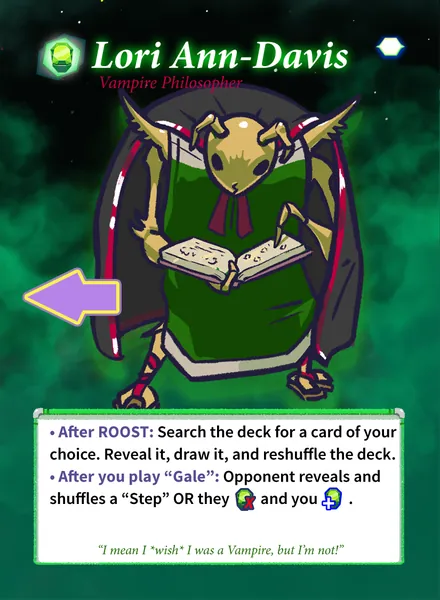 Lori Ann-Davis
Vampire Philosopher
• After ROOST: Search the deck for a card of your
choice. Reveal it, draw it, and reshuffle the deck.
• After you play “Gale”: Opponent reveals and
shuffles a “Step” OR they and you .
“I mean I *wish* I was a Vampire, but I’m not!”